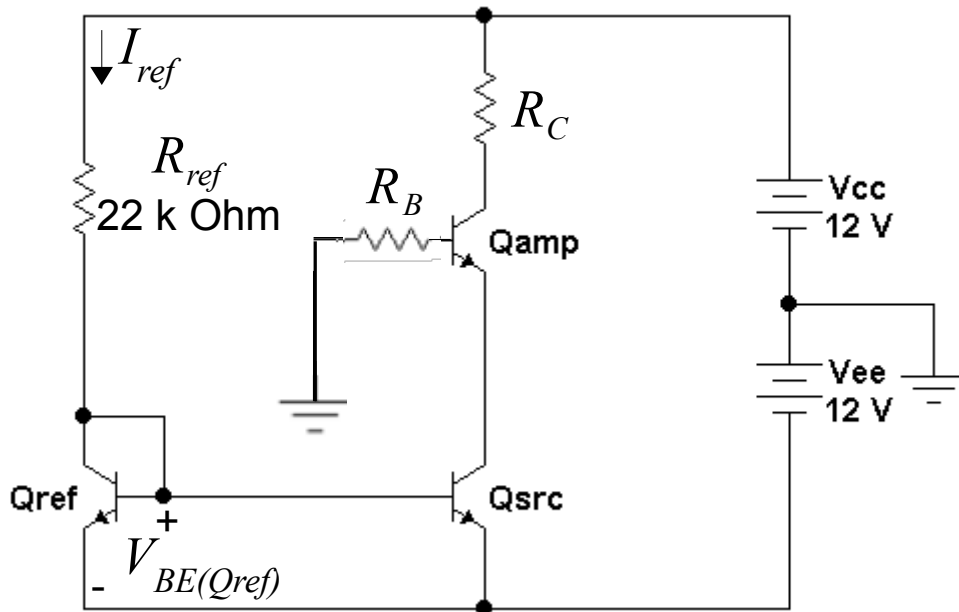 I_ref
R_C
R_ref
22 k Ohm
R_B
Qamp
Vcc
12 V
Vee
12 V
Qref
Qsrc
+
V_BE(Qref)
-